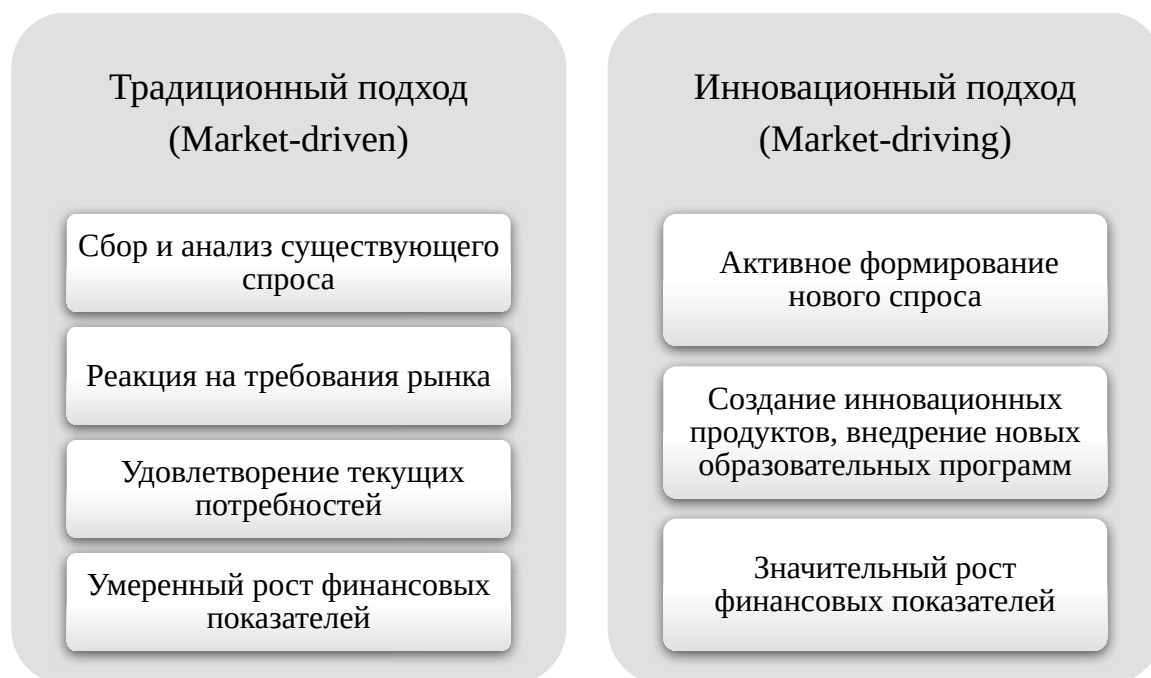 Традиционный подход
(Market-driven)
Сбор и анализ существующего
спроса
Реакция на требования рынка
Удовлетворение текущих
потребностей
Умеренный рост финансовых
показателей
Инновационный подход
(Market-driving)
Активное формирование
нового спроса
Создание инновационных
продуктов, внедрение новых
образовательных программ
Значительный рост
финансовых показателей